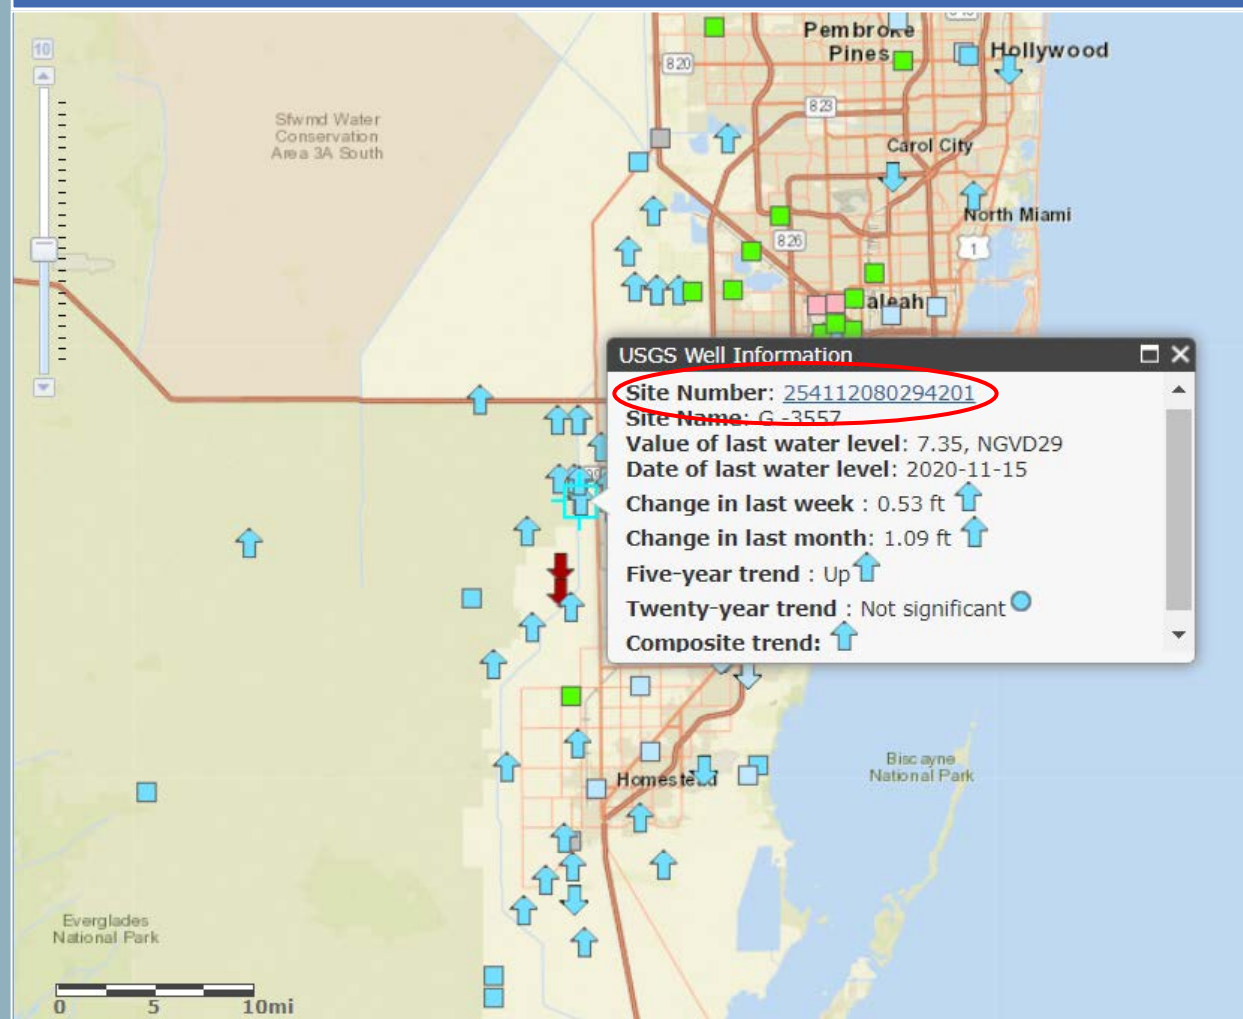 10
Pembroke
Pines
Hollywood
820
823
Sfwmd Water
Conservation
Area 3A South
Carol City
North Miami
826
1
aleah
USGS Well Information
Site Number: 254112080294201
Site Name: G -3557
Value of last water level: 7.35, NGVD29
Date of last water level: 2020-11-15
Change in last week : 0.53 ft
Change in last month: 1.09 ft
Five-year trend : Up
Twenty-year trend : Not significant
Composite trend:
Biscayne
National Park
Homestead
Everglades
National Park
0 5 10mi